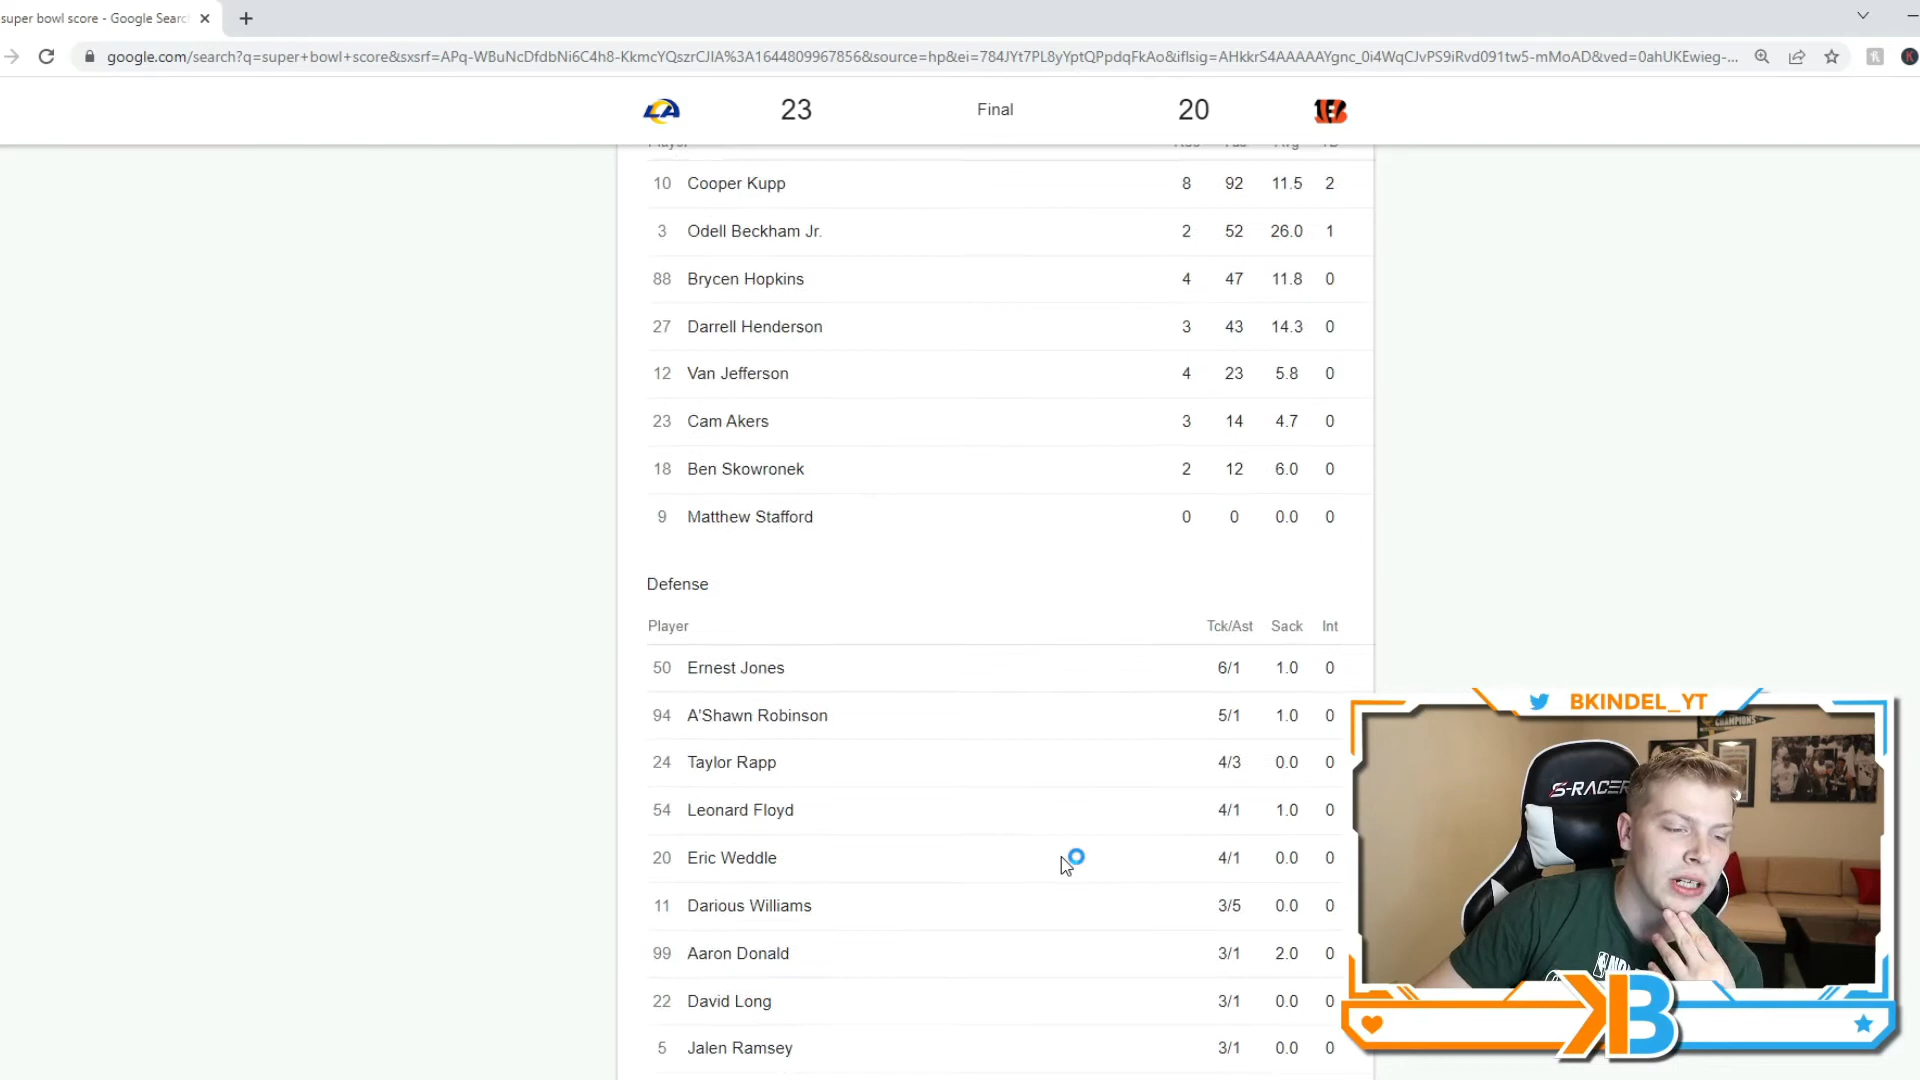 super bowl score - Google Searc
google.com/search?q=super+bowl+score&sxsrf=APq-WBuNcDfdbNi6C4h8-KkmcYQszrCJIA%3A1644809967856&source=hp&ei=784JYt7PL8yYptQPpdqFkAo&iflsig=AHkkrS4AAAAAYgnc_0i4WqCJvPS9iRvd091tw5-mMoAD&ved=0ahUKEwieg-...
LA 23 Final 20
Player Avg
10 Cooper Kupp 8 92 11.5 2
3 Odell Beckham Jr. 2 52 26.0 1
88 Brycen Hopkins 4 47 11.8 0
27 Darrell Henderson 3 43 14.3 0
12 Van Jefferson 4 23 5.8 0
23 Cam Akers 3 14 4.7 0
18 Ben Skowronek 2 12 6.0 0
9 Matthew Stafford 0 0 0.0 0
Defense
Player Tck/Ast Sack Int
50 Ernest Jones 6/1 1.0 0
94 A'Shawn Robinson 5/1 1.0 0
24 Taylor Rapp 4/3 0.0 0
54 Leonard Floyd 4/1 1.0 0
20 Eric Weddle 4/1 0.0 0
11 Darious Williams 3/5 0.0 0
99 Aaron Donald 3/1 2.0 0
22 David Long 3/1 0.0 0
5 Jalen Ramsey 3/1 0.0 0
BKINDEL_YT
CHAMPIONS
S-RACER
KB